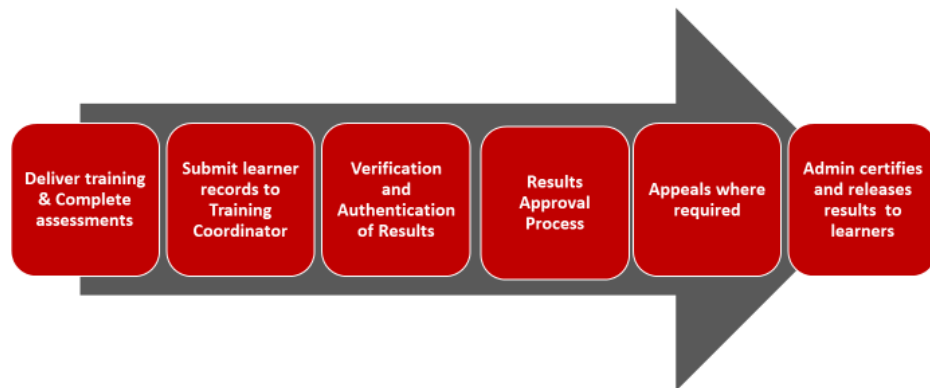 Deliver training
& Complete
assessments
Submit learner
records to
Training
Coordinator
Verification
and
Authentication
of Results
Results
Approval
Process
Appeals where
required
Admin certifies
and releases
results to
learners